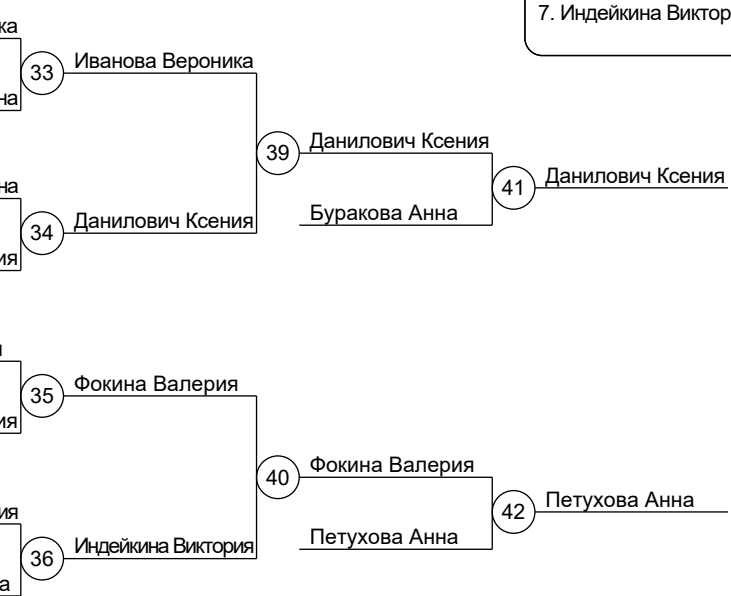 7. Индейкина Виктор
33
Иванова Вероника
39
Данилович Ксения
41
Данилович Ксения
Буракова Анна
34
Данилович Ксения
35
Фокина Валерия
40
Фокина Валерия
42
Петухова Анна
Петухова Анна
36
Индейкина Виктория